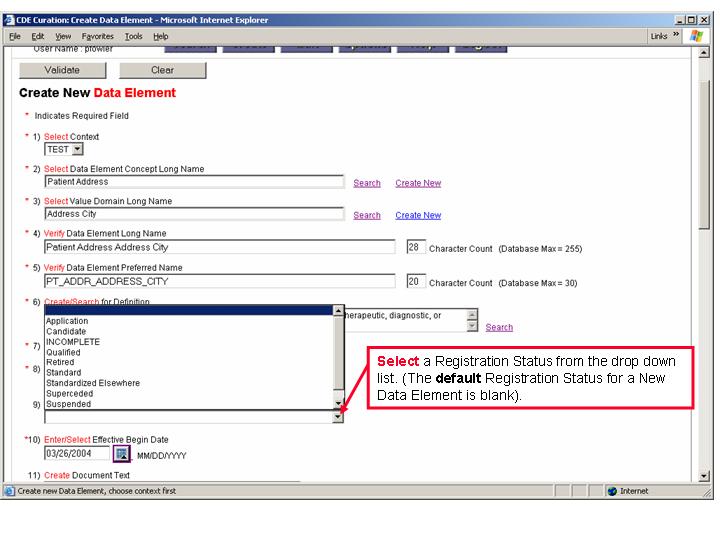 CDE Curation: Create Data Element - Microsoft Internet Explorer
File Edit View Favorites Tools Help Links »
User Name : pfowler
Validate Clear
Create New Data Element
* Indicates Required Field
* 1) Select Context
TEST
* 2) Select Data Element Concept Long Name
Patient Address Search Create New
* 3) Select Value Domain Long Name
Address City Search Create New
* 4) Verify Data Element Long Name
Patient Address Address City 28 Character Count (Database Max = 255)
* 5) Verify Data Element Preferred Name
PT_ADDR_ADDRESS_CITY 20 Character Count (Database Max = 30)
* 6) Create/Search for Definition
herapeutic, diagnostic, or
Search
Application
Candidate
INCOMPLETE
Qualified
Retired
Standard
Standardized Elsewhere
Superceded
Suspended
* 7)
* 8)
9)
Select a Registration Status from the drop down
list. (The default Registration Status for a New
Data Element is blank).
*10) Enter/Select Effective Begin Date
03/26/2004 MM/DD/YYYY
11) Create Document Text
Create new Data Element, choose context first Internet